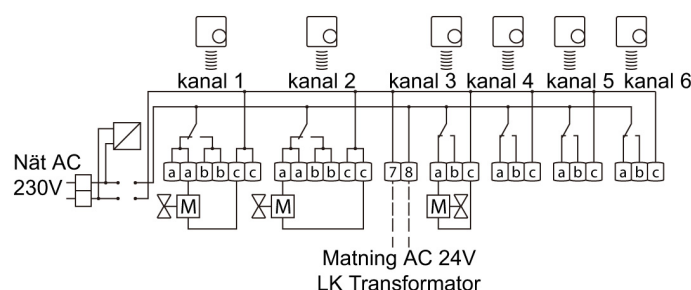 kanal 1 kanal 2 kanal 3 kanal 4 kanal 5 kanal 6
Nät AC
230V
a a b b c c a a b b c c 7 8 a b c a b c a b c a b c
M M M
Matning AC 24V
LK Transformator